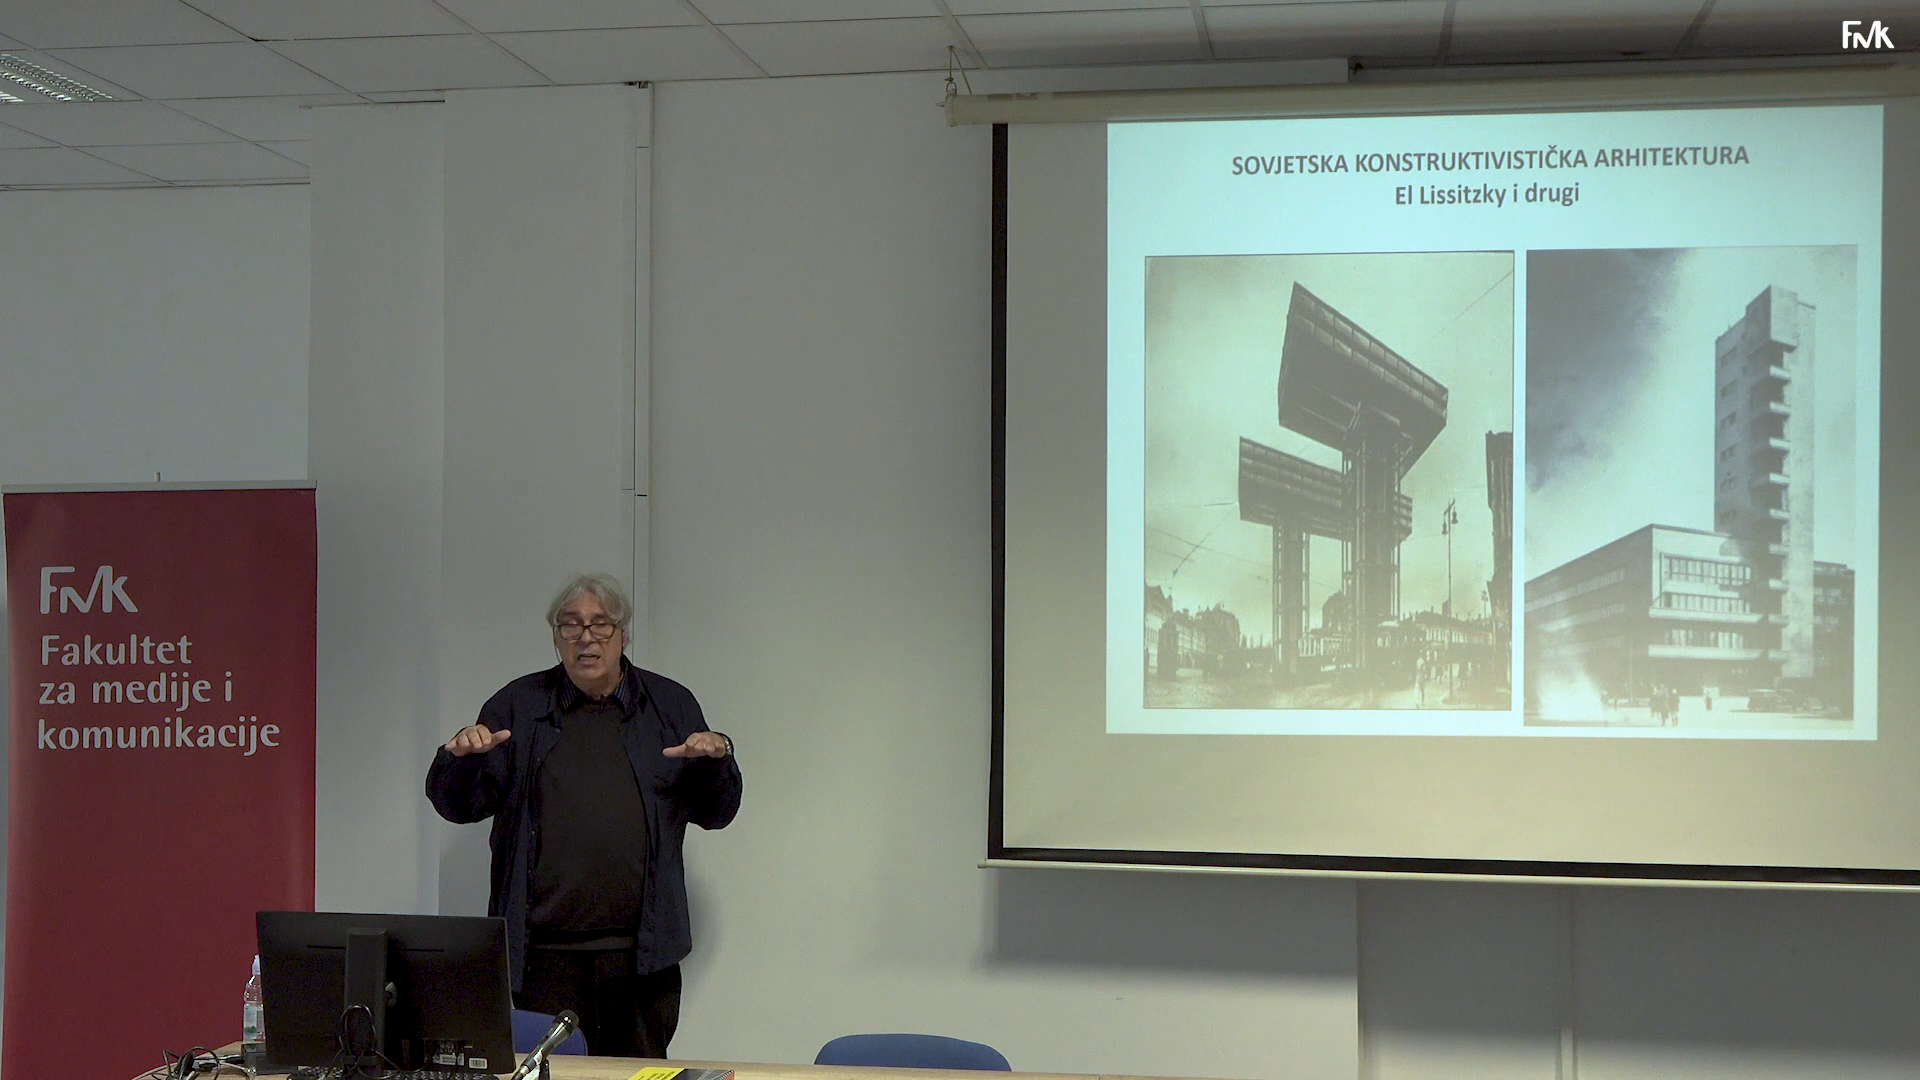 FMK
SOVJETSKA KONSTRUKTIVISTIČKA ARHITEKTURA
El Lissitzky i drugi
FMK
Fakultet
za medije i
komunikacije